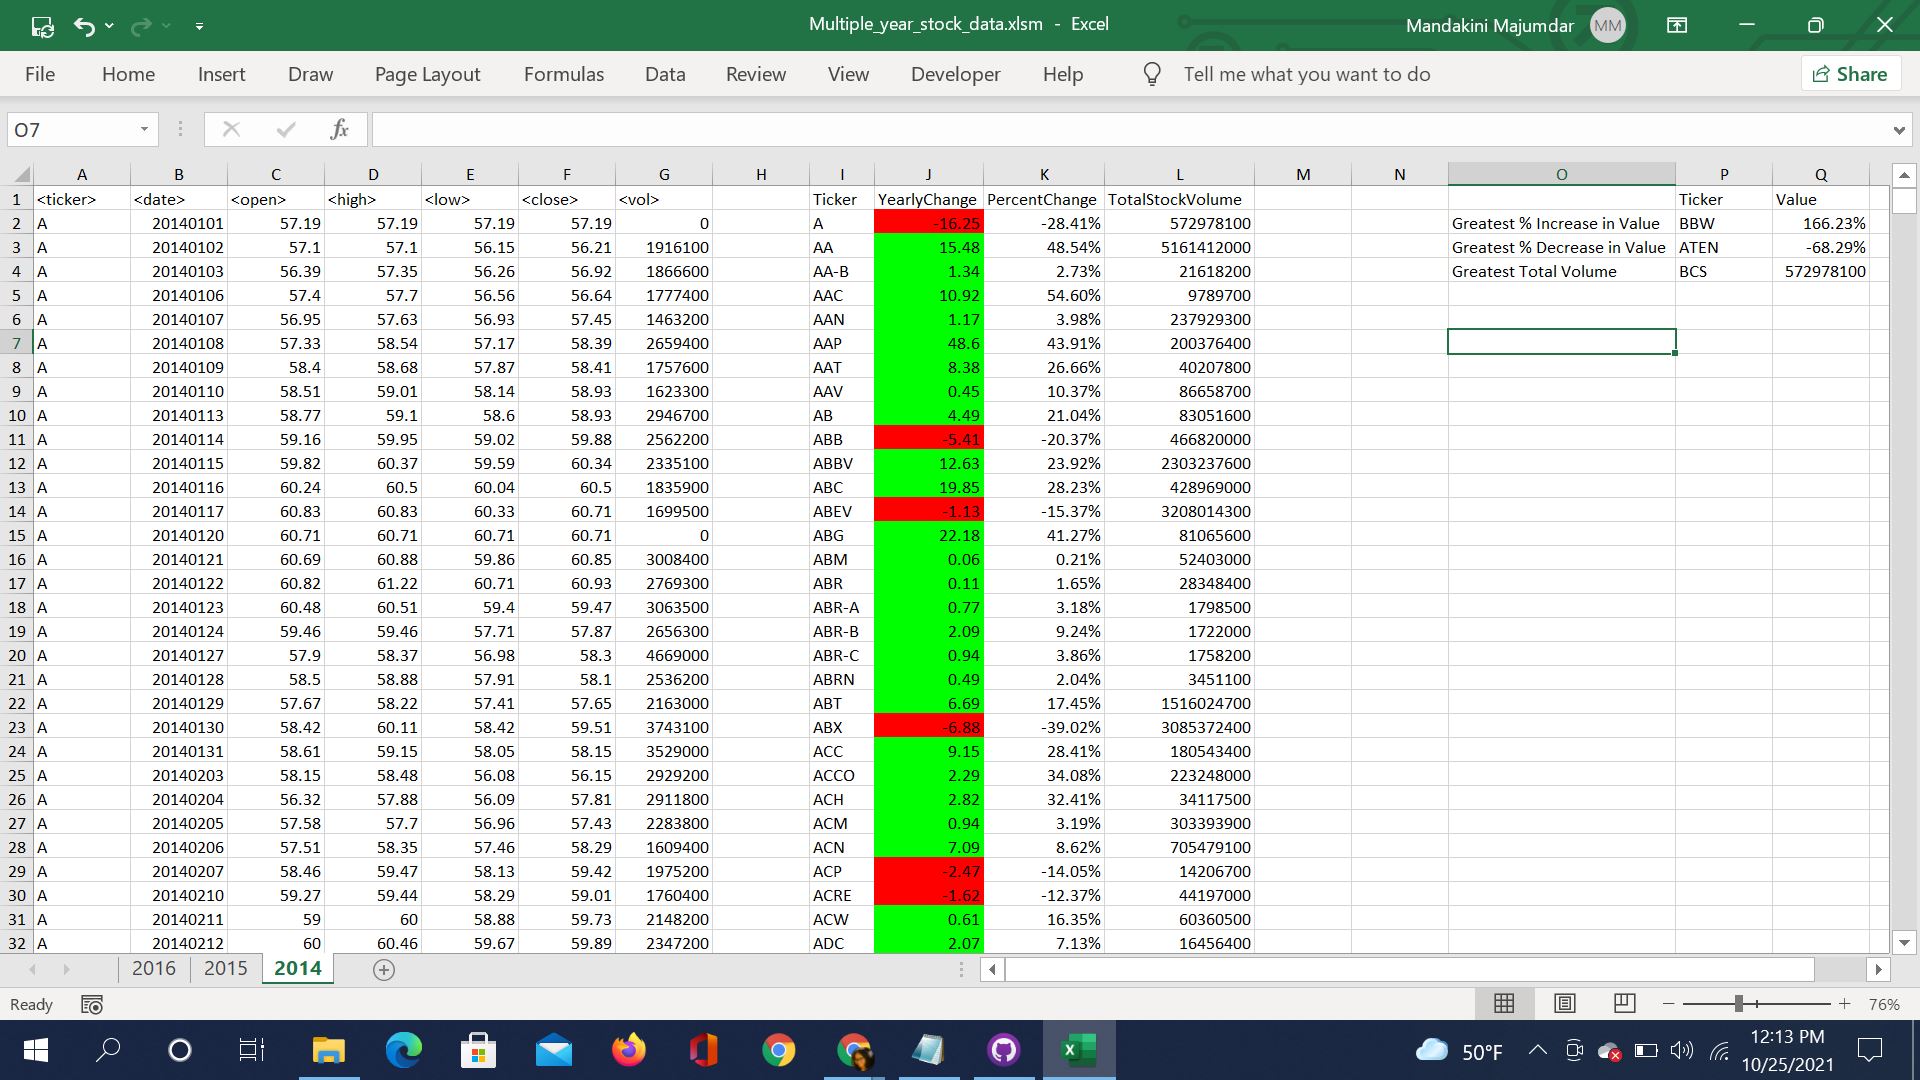 Multiple_year_stock_data.xlsm - Excel Mandakini Majumdar MM
File Home Insert Draw Page Layout Formulas Data Review View Developer Help Tell me what you want to do Share
O7 fx
A B C D E F G H I J K L M N O P Q
1 <ticker> <date> <open> <high> <low> <close> <vol> Ticker YearlyChange PercentChange TotalStockVolume Ticker Value
2 A 20140101 57.19 57.19 57.19 57.19 0 A -16.25 -28.41% 572978100 Greatest % Increase in Value BBW 166.23%
3 A 20140102 57.1 57.1 56.15 56.21 1916100 AA 15.48 48.54% 5161412000 Greatest % Decrease in Value ATEN -68.29%
4 A 20140103 56.39 57.35 56.26 56.92 1866600 AA-B 1.34 2.73% 21618200 Greatest Total Volume BCS 572978100
5 A 20140106 57.4 57.7 56.56 56.64 1777400 AAC 10.92 54.60% 9789700
6 A 20140107 56.95 57.63 56.93 57.45 1463200 AAN 1.17 3.98% 237929300
7 A 20140108 57.33 58.54 57.17 58.39 2659400 AAP 48.6 43.91% 200376400
8 A 20140109 58.4 58.68 57.87 58.41 1757600 AAT 8.38 26.66% 40207800
9 A 20140110 58.51 59.01 58.14 58.93 1623300 AAV 0.45 10.37% 86658700
10 A 20140113 58.77 59.1 58.6 58.93 2946700 AB 4.49 21.04% 83051600
11 A 20140114 59.16 59.95 59.02 59.88 2562200 ABB -5.41 -20.37% 466820000
12 A 20140115 59.82 60.37 59.59 60.34 2335100 ABBV 12.63 23.92% 2303237600
13 A 20140116 60.24 60.5 60.04 60.5 1835900 ABC 19.85 28.23% 428969000
14 A 20140117 60.83 60.83 60.33 60.71 1699500 ABEV -1.13 -15.37% 3208014300
15 A 20140120 60.71 60.71 60.71 60.71 0 ABG 22.18 41.27% 81065600
16 A 20140121 60.69 60.88 59.86 60.85 3008400 ABM 0.06 0.21% 52403000
17 A 20140122 60.82 61.22 60.71 60.93 2769300 ABR 0.11 1.65% 28348400
18 A 20140123 60.48 60.51 59.4 59.47 3063500 ABR-A 0.77 3.18% 1798500
19 A 20140124 59.46 59.46 57.71 57.87 2656300 ABR-B 2.09 9.24% 1722000
20 A 20140127 57.9 58.37 56.98 58.3 4669000 ABR-C 0.94 3.86% 1758200
21 A 20140128 58.5 58.88 57.91 58.1 2536200 ABRN 0.49 2.04% 3451100
22 A 20140129 57.67 58.22 57.41 57.65 2163000 ABT 6.69 17.45% 1516024700
23 A 20140130 58.42 60.11 58.42 59.51 3743100 ABX -6.88 -39.02% 3085372400
24 A 20140131 58.61 59.15 58.05 58.15 3529000 ACC 9.15 28.41% 180543400
25 A 20140203 58.15 58.48 56.08 56.15 2929200 ACCO 2.29 34.08% 223248000
26 A 20140204 56.32 57.88 56.09 57.81 2911800 ACH 2.82 32.41% 34117500
27 A 20140205 57.58 57.7 56.96 57.43 2283800 ACM 0.94 3.19% 303393900
28 A 20140206 57.51 58.35 57.46 58.29 1609400 ACN 7.09 8.62% 705479100
29 A 20140207 58.46 59.47 58.13 59.42 1975200 ACP -2.47 -14.05% 14206700
30 A 20140210 59.27 59.44 58.29 59.01 1760400 ACRE -1.62 -12.37% 44197000
31 A 20140211 59 60 58.88 59.73 2148200 ACW 0.61 16.35% 60360500
32 A 20140212 60 60.46 59.67 59.89 2347200 ADC 2.07 7.13% 16456400
2016 2015 2014
Ready 76%
50°F 12:13 PM
10/25/2021